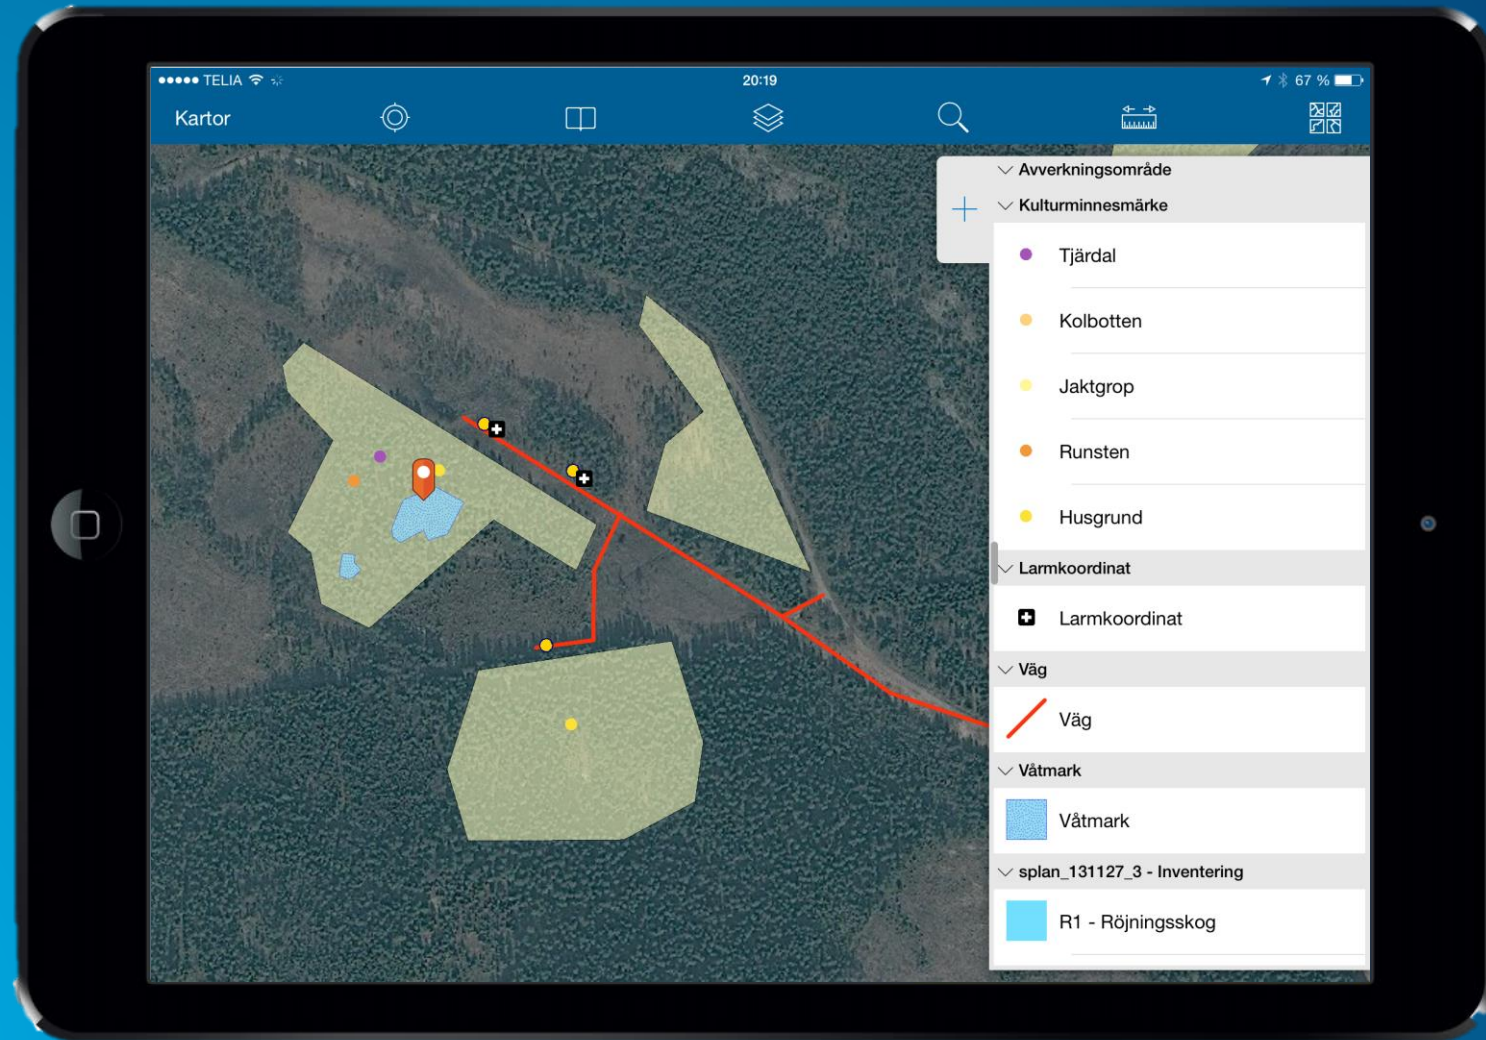 TELIA
20:19
67 %
Kartor
Avverkningsområde
Kulturminnesmärke
Tjärdal
Kolbotten
Jaktgrop
Runsten
Husgrund
Larmkoordinat
Larmkoordinat
Väg
Väg
Våtmark
Våtmark
splan_131127_3 - Inventering
R1 - Röjningsskog